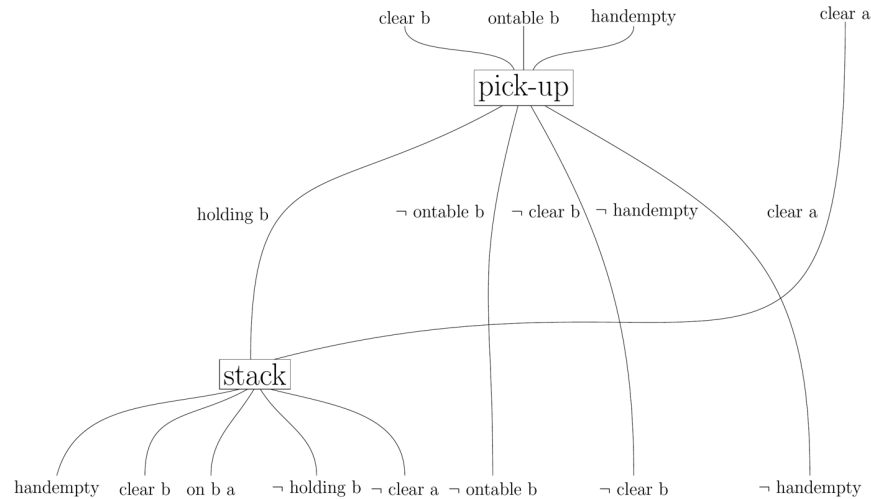 clear b ontable b handempty clear a
pick-up
holding b ¬ ontable b ¬ clear b ¬ handempty clear a
stack
handempty clear b on b a ¬ holding b ¬ clear a ¬ ontable b ¬ clear b ¬ handempty